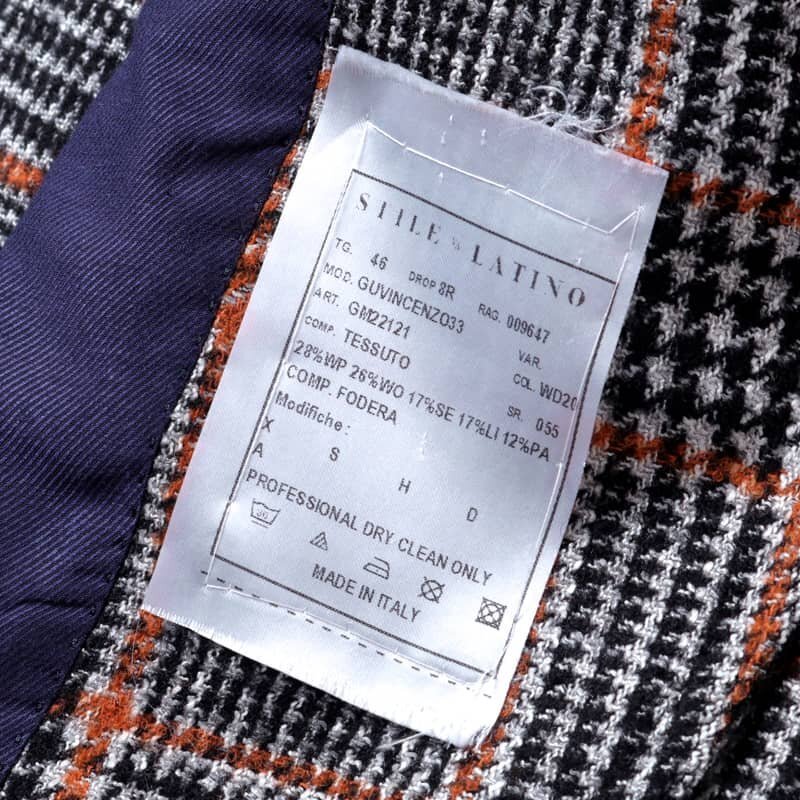 STILE LATINO
TG. 46 DROP 8R RAG. 009647
MOD. GUVINCENZO33 VAR.
ART. GM22121 COL. WD20
COMP. TESSUTO SR. 055
28%WP 26%WO 17%SE 17%LI 12%PA
COMP. FODERA
Modifiche :
X S H D
A
PROFESSIONAL DRY CLEAN ONLY
30
MADE IN ITALY